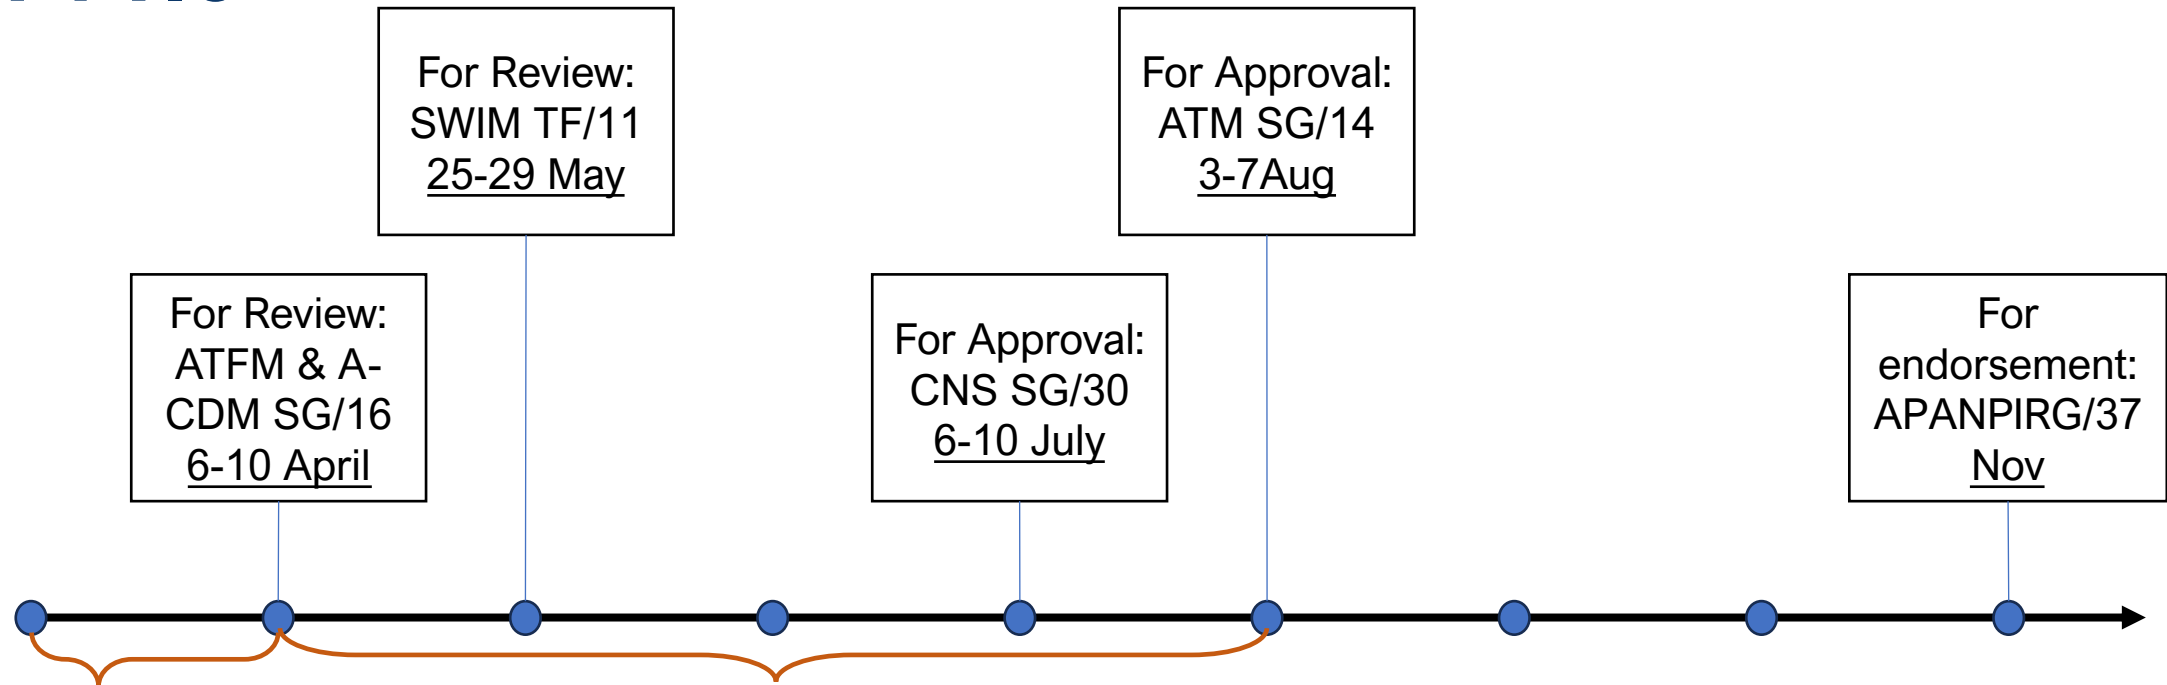 For Review:
SWIM TF/11
25-29 May
For Approval:
ATM SG/14
3-7Aug
For Review:
ATFM & A-
CDM SG/16
6-10 April
For Approval:
CNS SG/30
6-10 July
For
endorsement:
APANPIRG/37
Nov